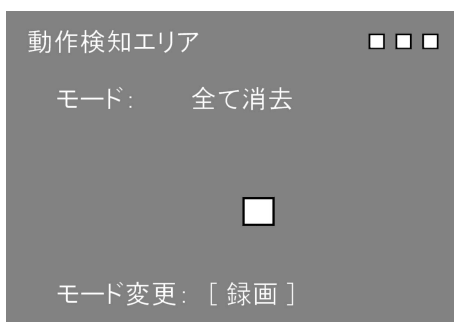 動作検知エリア
モード: 全て消去
モード変更: [ 録画 ]